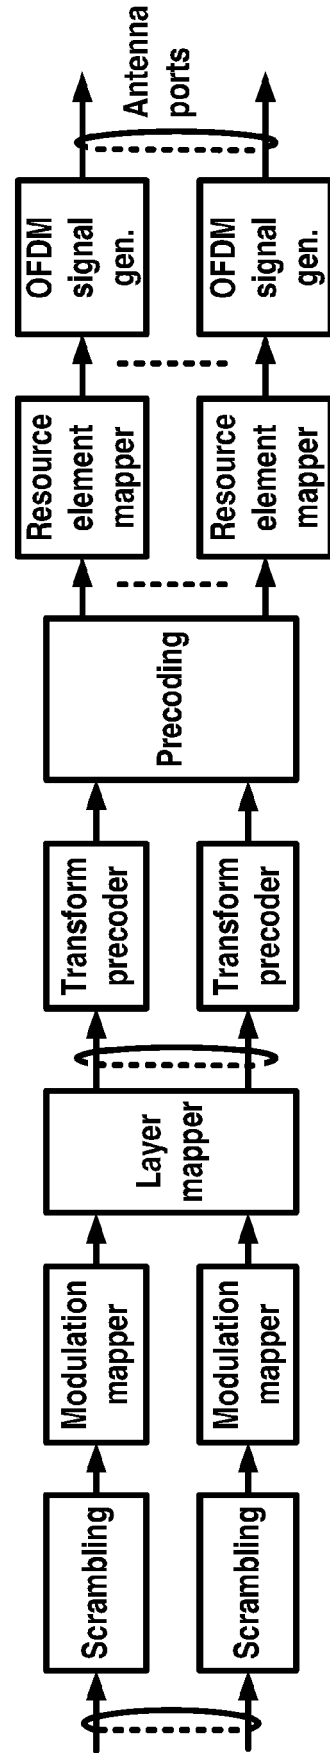 Scrambling
Scrambling
Modulation
mapper
Modulation
mapper
Layer
mapper
Transform
precoder
Transform
precoder
Precoding
Resource
element
mapper
Resource
element
mapper
OFDM
signal
gen.
OFDM
signal
gen.
Antenna
ports